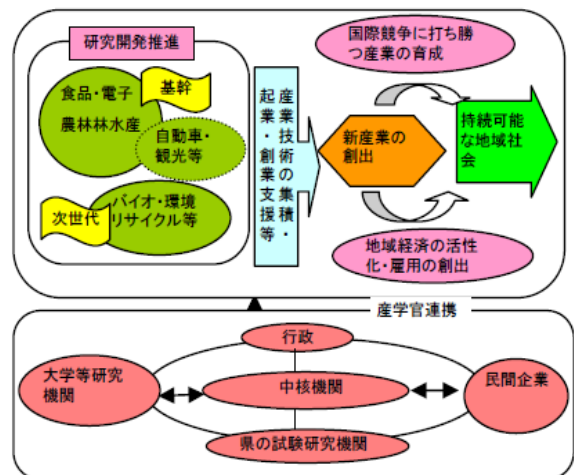 研究開発推進
食品・電子
農林林水産
基幹
自動車・
観光等
次世代
バイオ・環境
リサイクル等
産業技術の集積・
起業・創業の支援等
国際競争に打ち勝
つ産業の育成
新産業の
創出
持続可能
な地域社
会
地域経済の活性
化・雇用の創出
産学官連携
行政
大学等研究
機関
中核機関
民間企業
県の試験研究機関